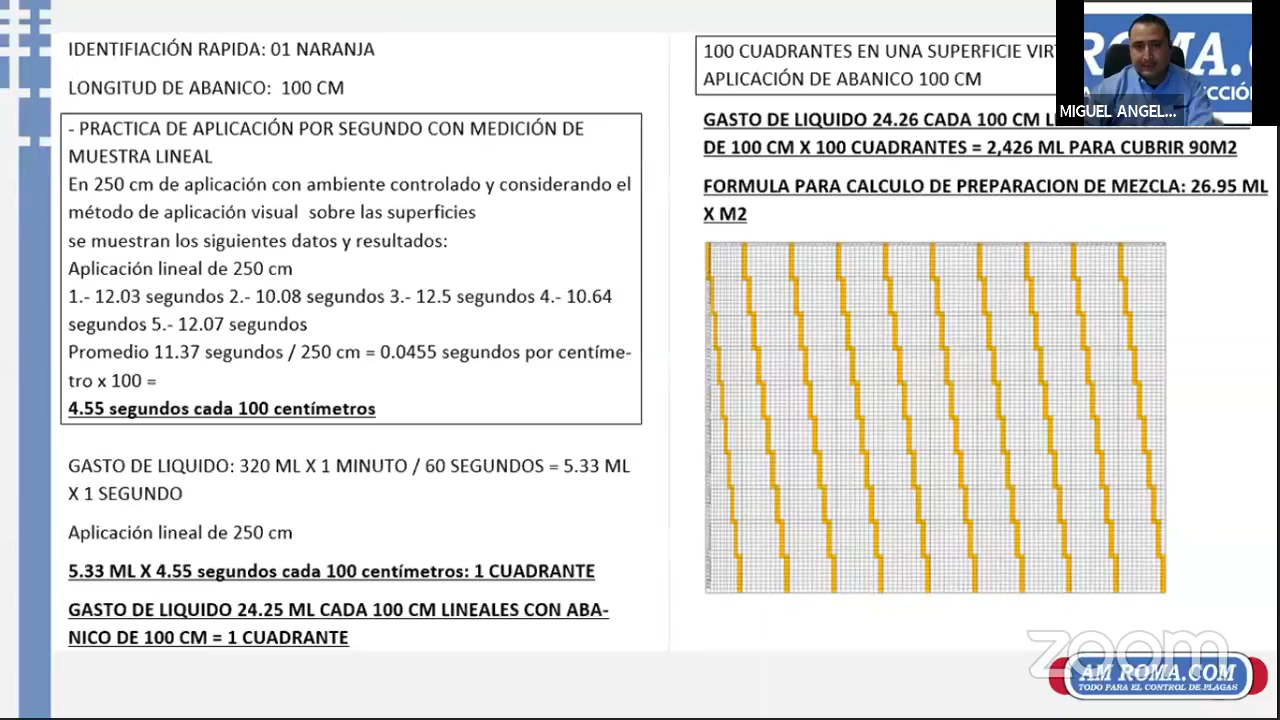 IDENTIFIACIÓN RAPIDA: 01 NARANJA
LONGITUD DE ABANICO: 100 CM
- PRACTICA DE APLICACIÓN POR SEGUNDO CON MEDICIÓN DE
MUESTRA LINEAL
En 250 cm de aplicación con ambiente controlado y considerando el
método de aplicación visual sobre las superficies
se muestran los siguientes datos y resultados:
Aplicación lineal de 250 cm
1.- 12.03 segundos 2.- 10.08 segundos 3.- 12.5 segundos 4.- 10.64
segundos 5.- 12.07 segundos
Promedio 11.37 segundos / 250 cm = 0.0455 segundos por centíme-
tro x 100 =
4.55 segundos cada 100 centímetros
GASTO DE LIQUIDO: 320 ML X 1 MINUTO / 60 SEGUNDOS = 5.33 ML
X 1 SEGUNDO
Aplicación lineal de 250 cm
5.33 ML X 4.55 segundos cada 100 centímetros: 1 CUADRANTE
GASTO DE LIQUIDO 24.25 ML CADA 100 CM LINEALES CON ABA-
NICO DE 100 CM = 1 CUADRANTE
100 CUADRANTES EN UNA SUPERFICIE
APLICACIÓN DE ABANICO 100 CM
GASTO DE LIQUIDO 24.26 CADA 100 CM
DE 100 CM X 100 CUADRANTES = 2,426 ML PARA CUBRIR 90M2
FORMULA PARA CALCULO DE PREPARACION DE MEZCLA: 26.95 ML
X M2
MIGUEL ANGEL...
zoom
AM ROMA.COM
TODO PARA EL CONTROL DE PLAGAS